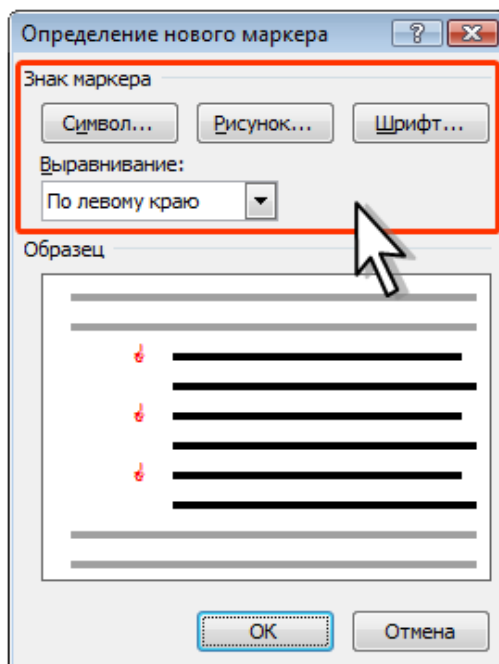 Определение нового маркера
Знак маркера
Символ... Рисунок... Шрифт...
Выравнивание:
По левому краю
Образец
ОК Отмена